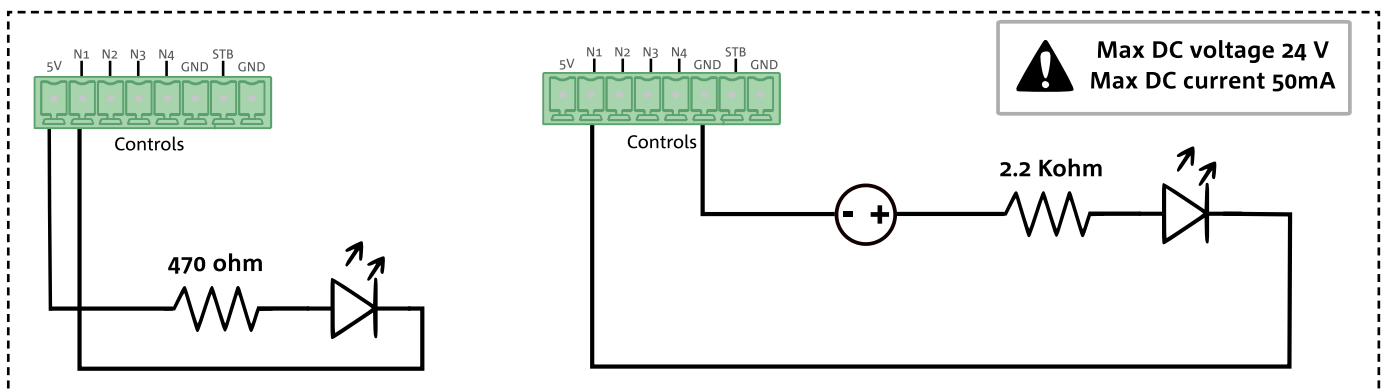 5V N1 N2 N3 N4 GND STB GND
Controls
470 ohm
5V N1 N2 N3 N4 GND STB GND
Controls
- +
2.2 Kohm
! Max DC voltage 24 V
Max DC current 50mA